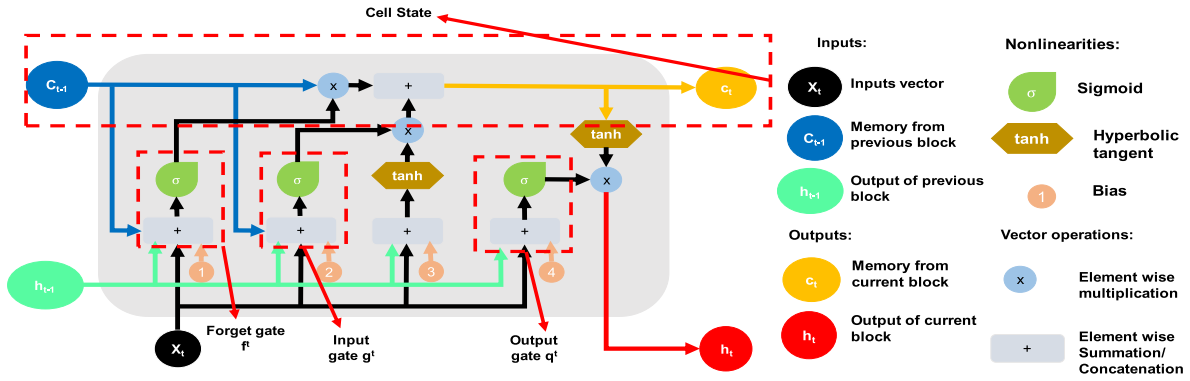 Cell State
Inputs:
Nonlinearities:
Cₜ₋₁
x
+
cₜ
Xₜ
Inputs vector
σ
Sigmoid
x
tanh
Cₜ₋₁
Memory from
previous block
tanh
Hyperbolic
tangent
σ
σ
tanh
σ
x
hₜ₋₁
Output of previous
block
1
Bias
+
+
+
+
Outputs:
Vector operations:
hₜ₋₁
1
2
3
4
cₜ
Memory from
current block
x
Element wise
multiplication
Forget gate
fᵗ
Input
gate gᵗ
Output
gate qᵗ
Xₜ
hₜ
hₜ
Output of current
block
+
Element wise
Summation/
Concatenation